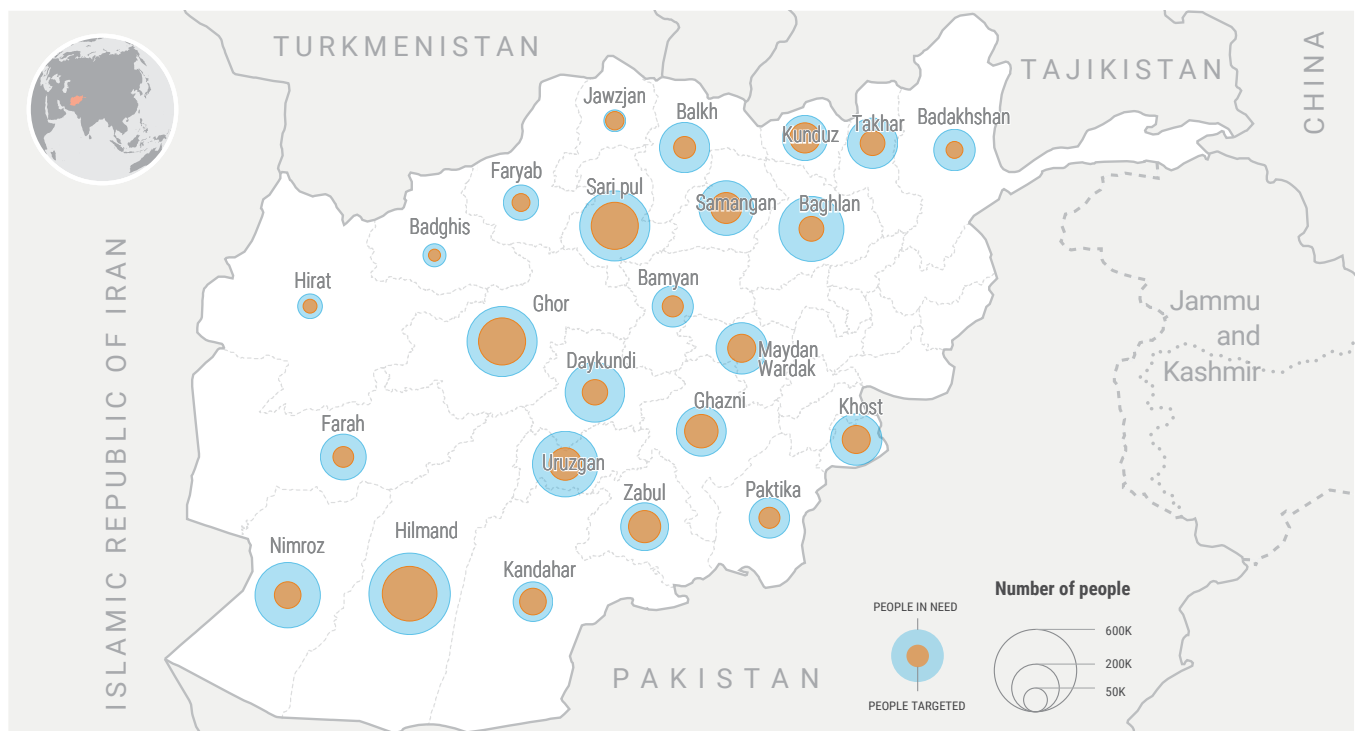 TURKMENISTAN
TAJIKISTAN
CHINA
Jawzjan
Balkh
Kunduz
Takhar
Badakhshan
Faryab
Sari pul
Samangan
Baghlan
Badghis
Hirat
Bamyan
Ghor
Jammu
and
Kashmir
ISLAMIC REPUBLIC OF IRAN
Daykundi
Maydan
Wardak
Ghazni
Khost
Farah
Uruzgan
Zabul
Paktika
Nimroz
Hilmand
Kandahar
PAKISTAN
PEOPLE IN NEED
PEOPLE TARGETED
Number of people
600K
200K
50K